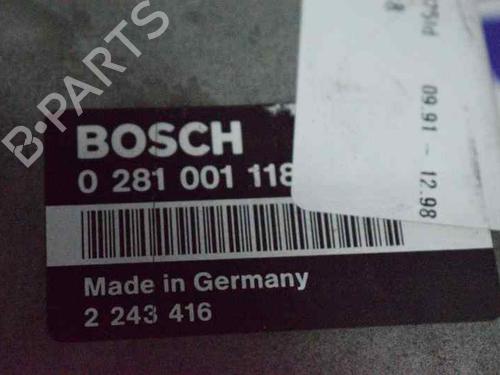 B-PARTS
BOSCH
0 281 001 118
Made in Germany
2 243 416
09.91 - 12.98